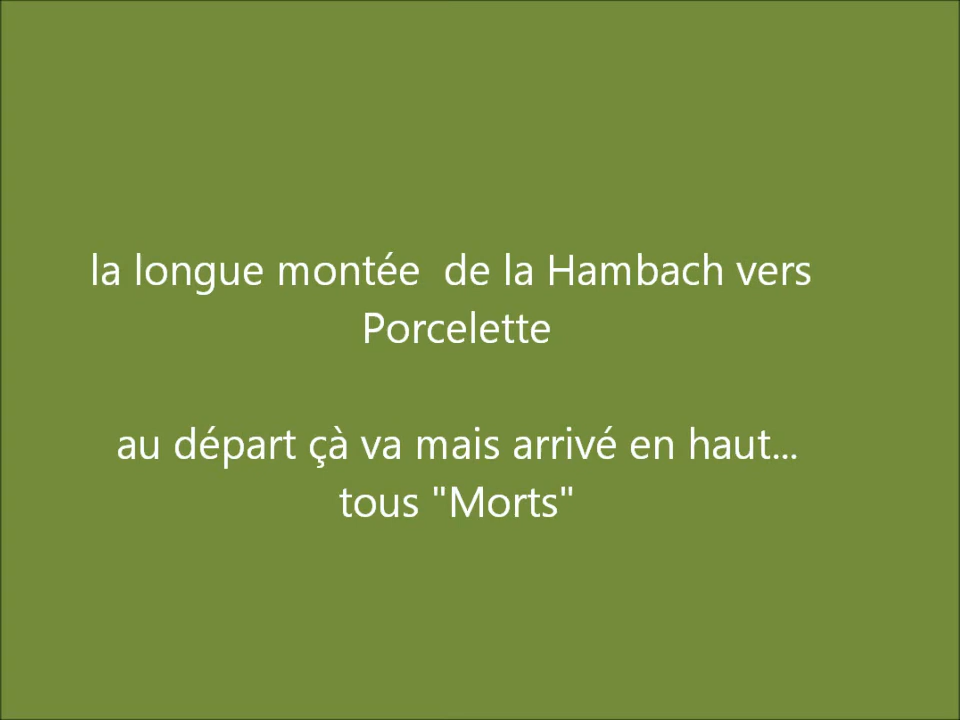 la longue montée  de la Hambach vers
Porcelette
au départ çà va mais arrivé en haut...
tous "Morts"